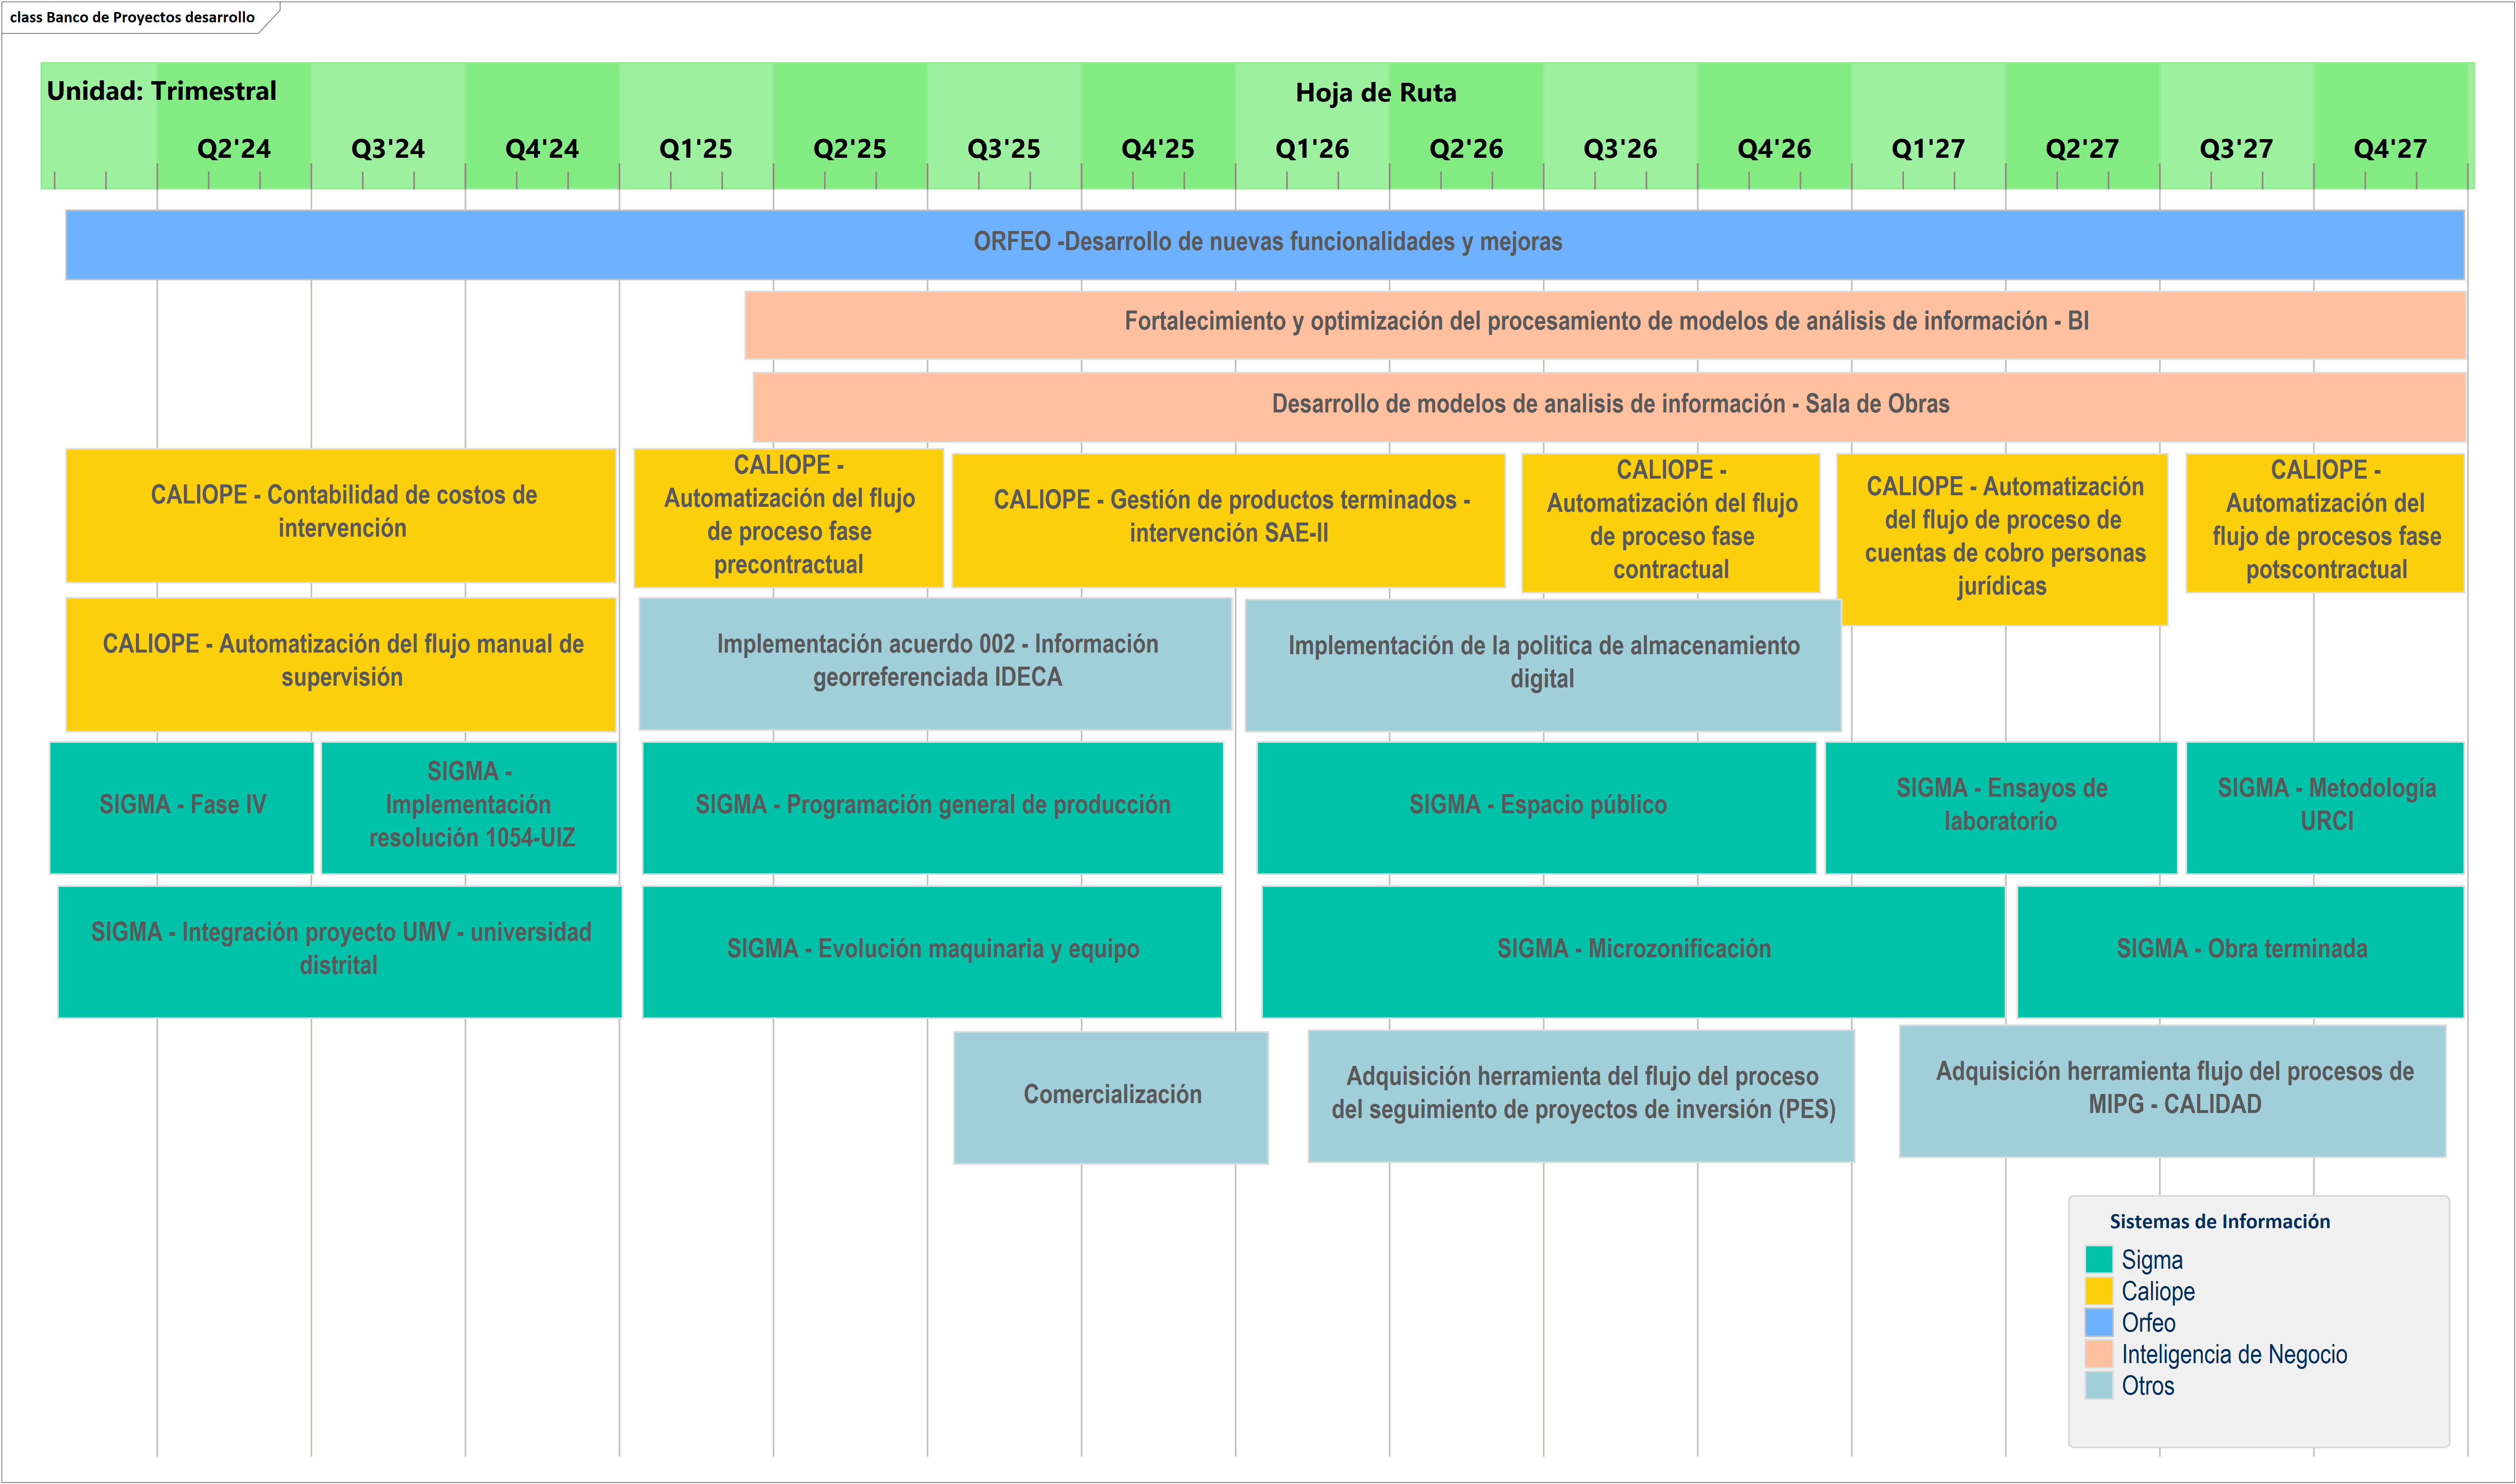 class Banco de Proyectos desarrollo
Unidad: Trimestral
Hoja de Ruta
Q2'24 Q3'24 Q4'24 Q1'25 Q2'25 Q3'25 Q4'25 Q1'26 Q2'26 Q3'26 Q4'26 Q1'27 Q2'27 Q3'27 Q4'27
ORFEO -Desarrollo de nuevas funcionalidades y mejoras
Fortalecimiento y optimización del procesamiento de modelos de análisis de información - BI
Desarrollo de modelos de analisis de información - Sala de Obras
CALIOPE - Contabilidad de costos de
intervención
CALIOPE -
Automatización del flujo
de proceso fase
precontractual
CALIOPE - Gestión de productos terminados -
intervención SAE-II
CALIOPE -
Automatización del flujo
de proceso fase
contractual
CALIOPE - Automatización
del flujo de proceso de
cuentas de cobro personas
jurídicas
CALIOPE -
Automatización del
flujo de procesos fase
potscontractual
CALIOPE - Automatización del flujo manual de
supervisión
Implementación acuerdo 002 - Información
georreferenciada IDECA
Implementación de la politica de almacenamiento
digital
SIGMA - Fase IV
SIGMA -
Implementación
resolución 1054-UIZ
SIGMA - Programación general de producción
SIGMA - Espacio público
SIGMA - Ensayos de
laboratorio
SIGMA - Metodología
URCI
SIGMA - Integración proyecto UMV - universidad
distrital
SIGMA - Evolución maquinaria y equipo
SIGMA - Microzonificación
SIGMA - Obra terminada
Comercialización
Adquisición herramienta del flujo del proceso
del seguimiento de proyectos de inversión (PES)
Adquisición herramienta flujo del procesos de
MIPG - CALIDAD
Sistemas de Información
Sigma
Caliope
Orfeo
Inteligencia de Negocio
Otros